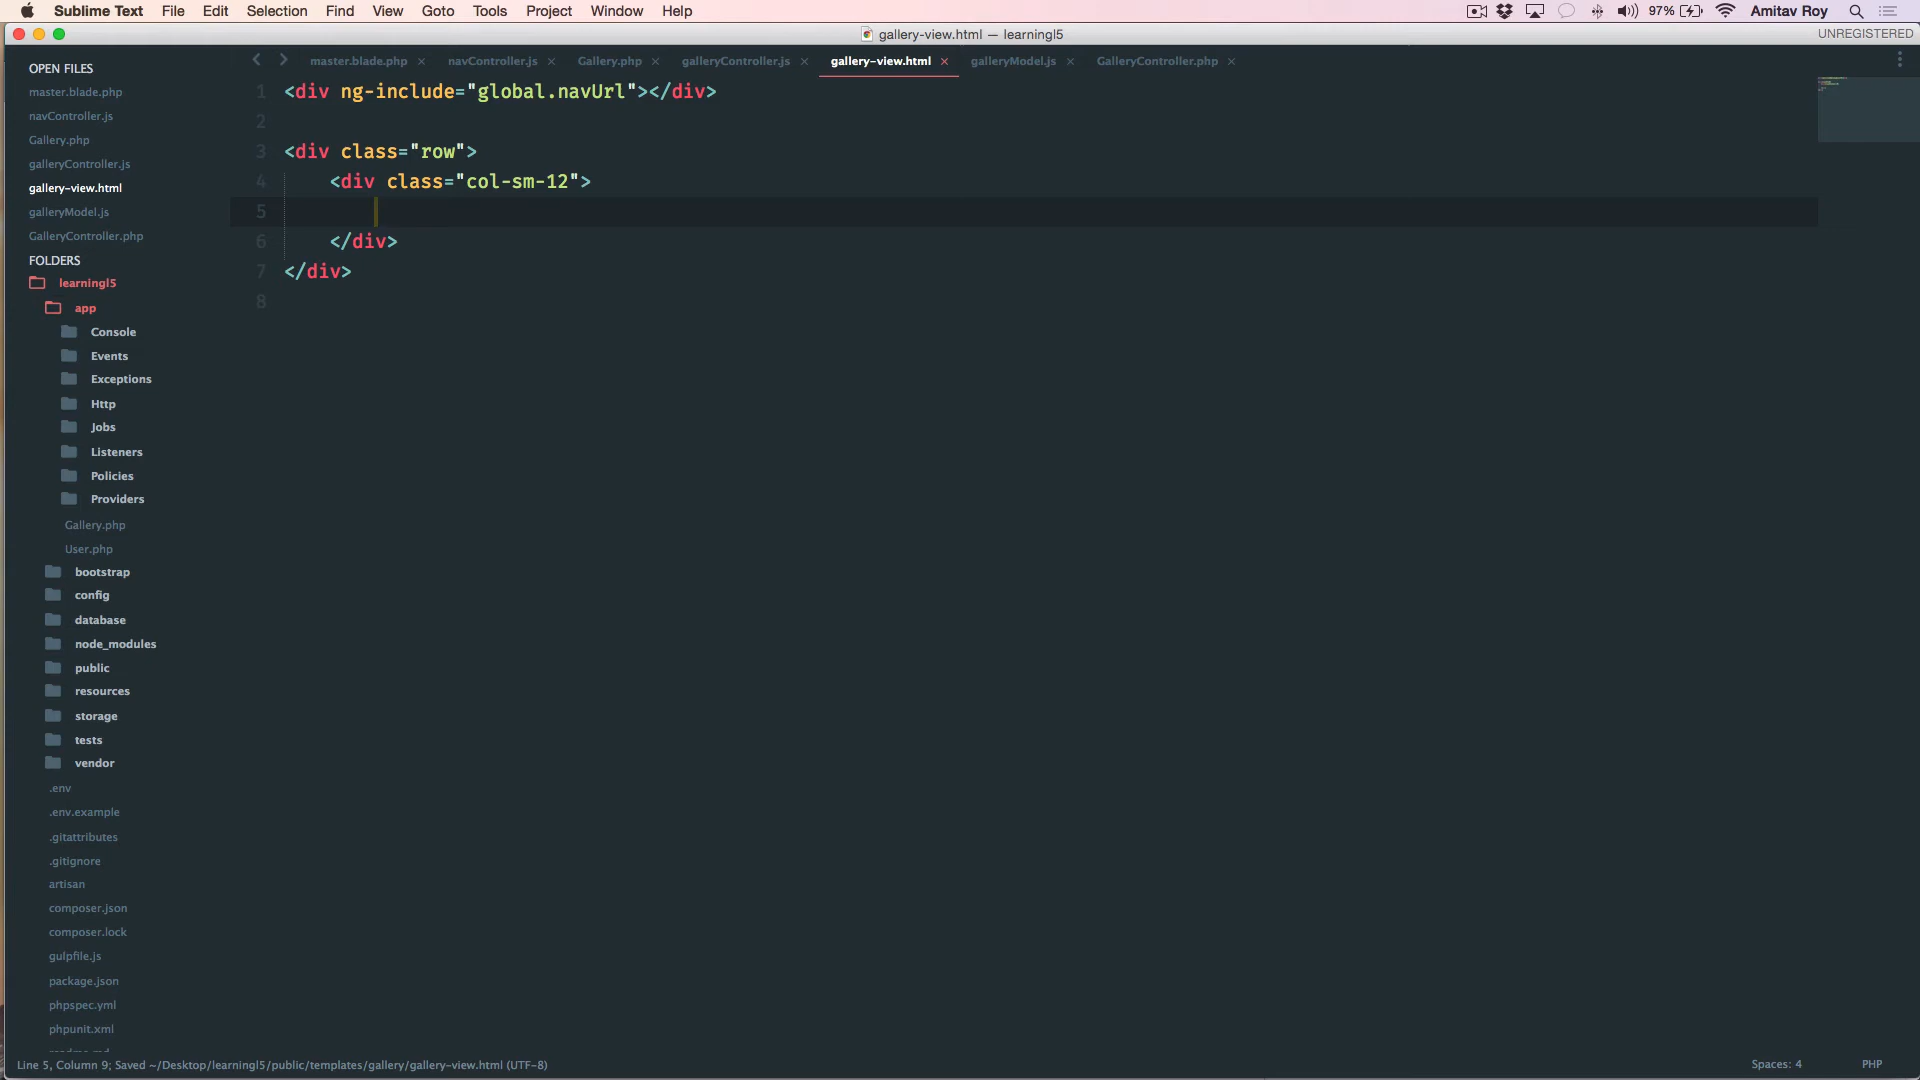 Sublime Text File Edit Selection Find View Goto Tools Project Window Help 97% Amitav Roy
gallery-view.html — learningl5 UNREGISTERED
OPEN FILES
master.blade.php
navController.js
Gallery.php
galleryController.js
gallery-view.html
galleryModel.js
GalleryController.php
FOLDERS
learningl5
app
Console
Events
Exceptions
Http
Jobs
Listeners
Policies
Providers
Gallery.php
User.php
bootstrap
config
database
node_modules
public
resources
storage
tests
vendor
.env
.env.example
.gitattributes
.gitignore
artisan
composer.json
composer.lock
gulpfile.js
package.json
phpspec.yml
phpunit.xml
master.blade.php × navController.js × Gallery.php × galleryController.js × gallery-view.html × galleryModel.js × GalleryController.php ×
1 <div ng-include="global.navUrl"></div>
2
3 <div class="row">
4 <div class="col-sm-12">
5
6 </div>
7 </div>
8
Line 5, Column 9; Saved ~/Desktop/learningl5/public/templates/gallery/gallery-view.html (UTF-8) Spaces: 4 PHP